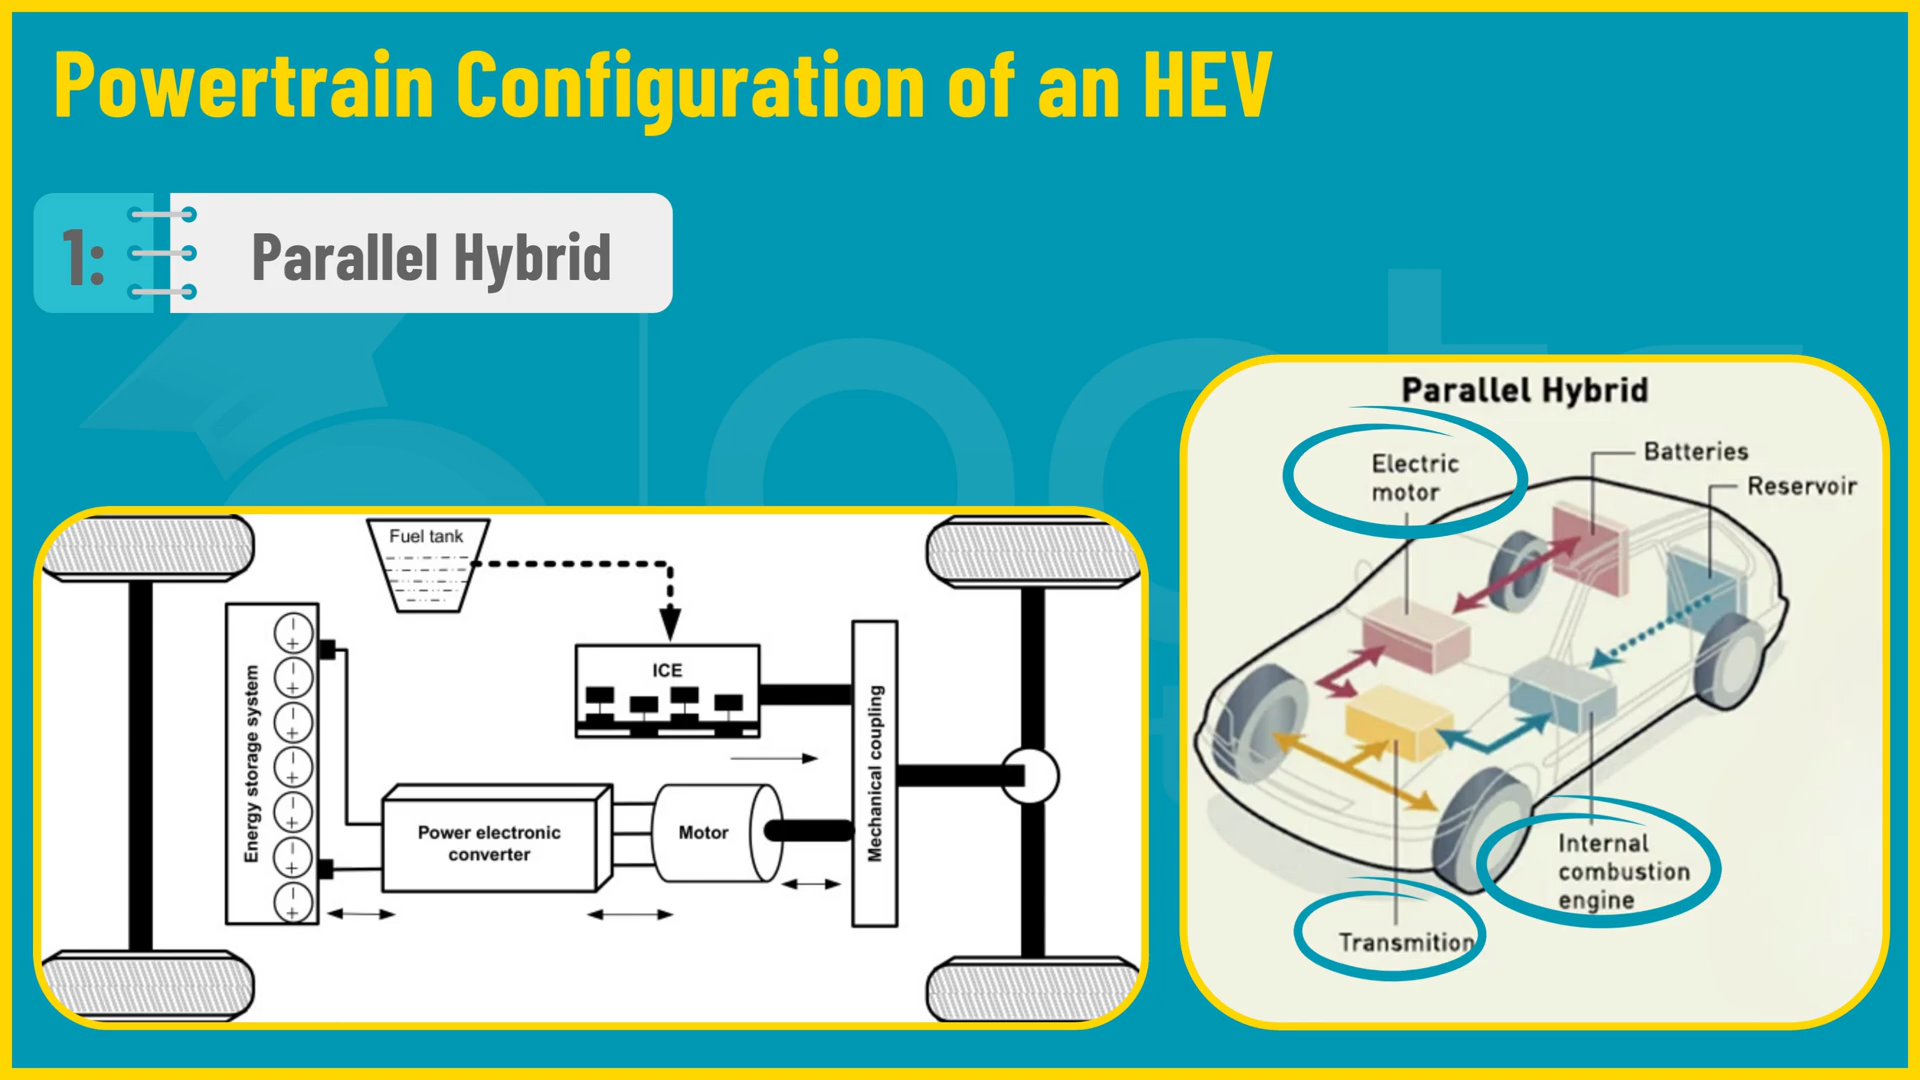 Powertrain Configuration of an HEV
1:
Parallel Hybrid
Fuel tank
ICE
Energy storage system
Power electronic
converter
Motor
Mechanical coupling
Parallel Hybrid
Electric
motor
Batteries
Reservoir
Internal
combustion
engine
Transmition